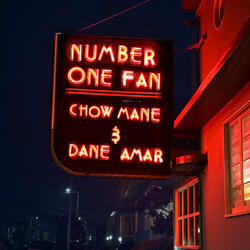 NUMBER
ONE FAN
CHOW MANE
&
DANE AMAR